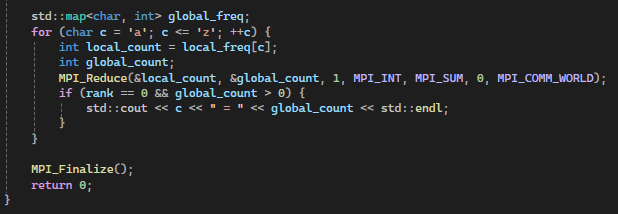 std::map<char, int> global_freq;
for (char c = 'a'; c <= 'z'; ++c) {
int local_count = local_freq[c];
int global_count;
MPI_Reduce(&local_count, &global_count, 1, MPI_INT, MPI_SUM, 0, MPI_COMM_WORLD);
if (rank == 0 && global_count > 0) {
std::cout << c << " = " << global_count << std::endl;
}
}
MPI_Finalize();
return 0;
}